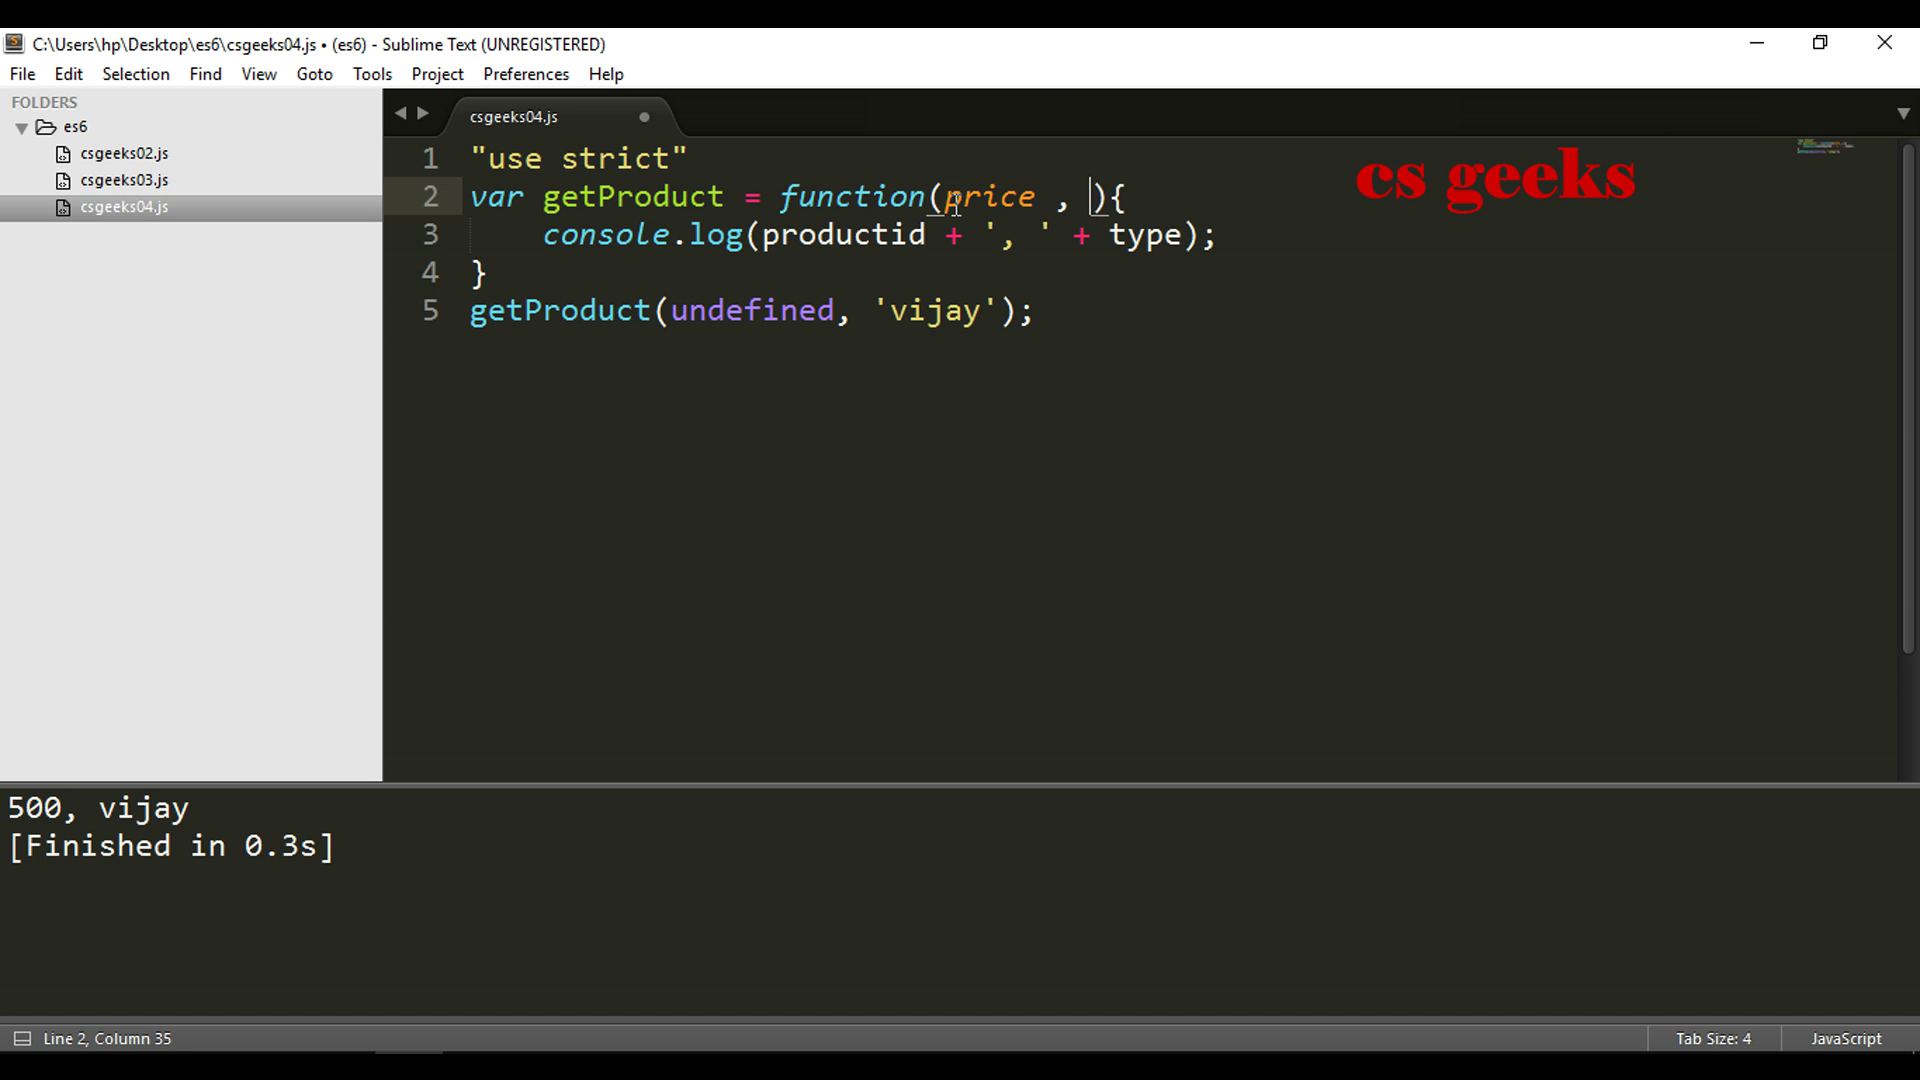 C:\Users\hp\Desktop\es6\csgeeks04.js • (es6) - Sublime Text (UNREGISTERED)
File Edit Selection Find View Goto Tools Project Preferences Help
FOLDERS
es6
csgeeks02.js
csgeeks03.js
csgeeks04.js
csgeeks04.js
cs geeks
1 "use strict"
2 var getProduct = function(price , ){
3 console.log(productid + ', ' + type);
4 }
5 getProduct(undefined, 'vijay');
500, vijay
[Finished in 0.3s]
Line 2, Column 35
Tab Size: 4
JavaScript